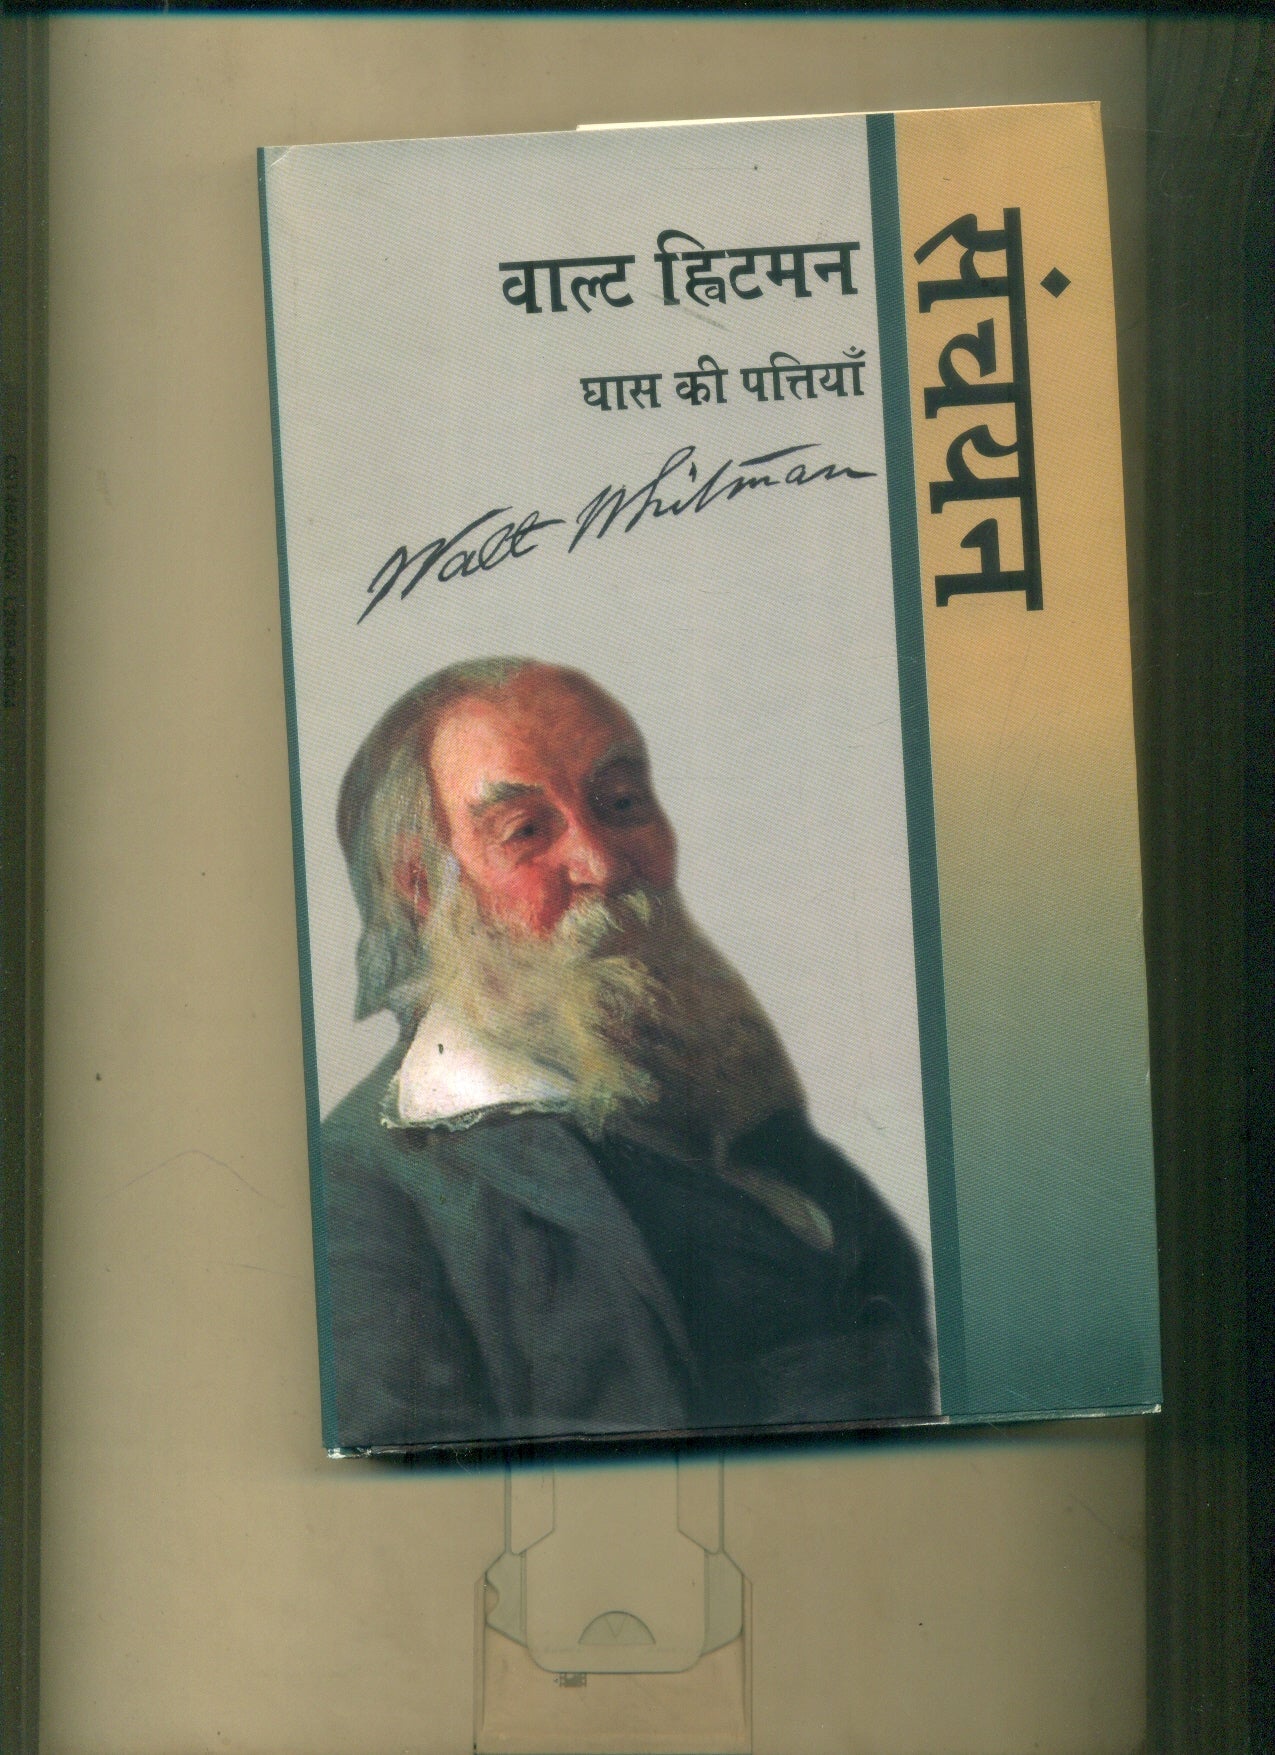 वाल्ट ह्विटमन
घास की पत्तियाँ
Walt Whitman
संचयन